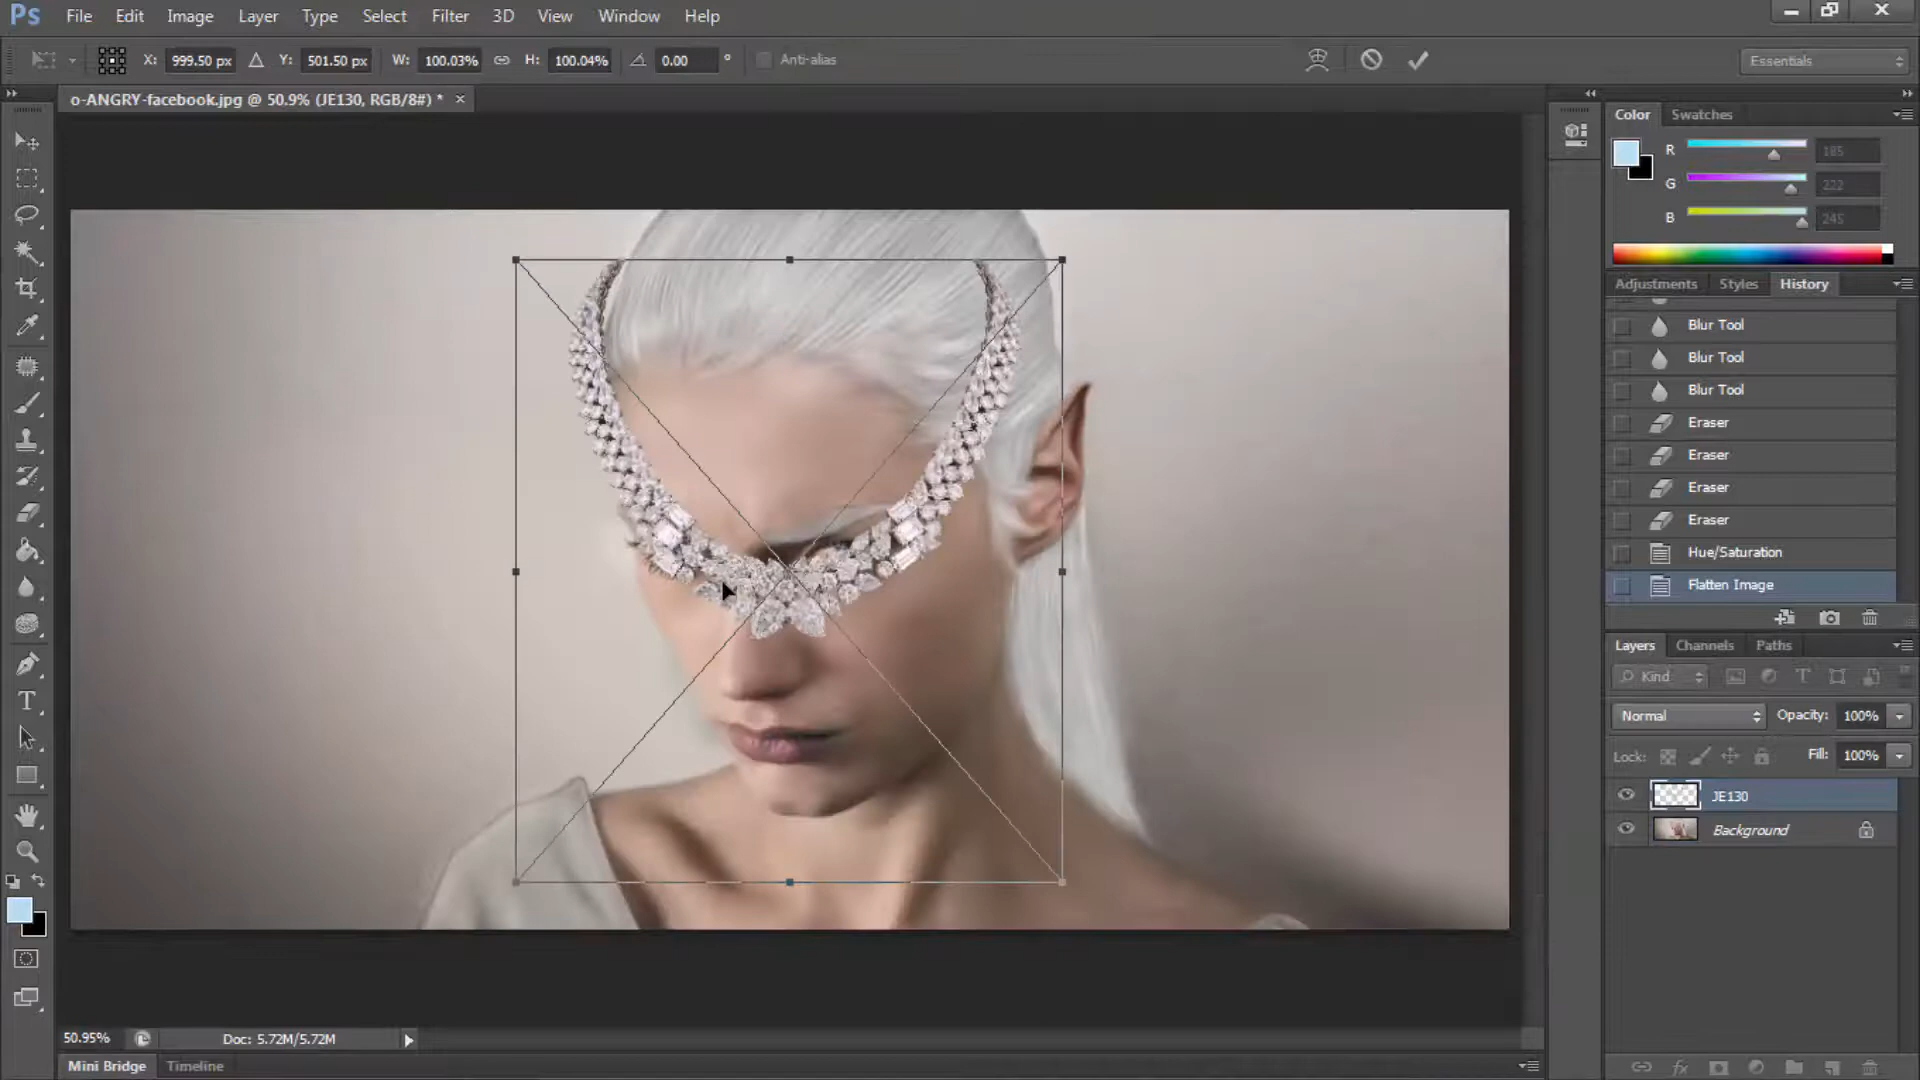 Ps File Edit Image Layer Type Select Filter 3D View Window Help
X: 999.50 px Y: 501.50 px W: 100.03% H: 100.04% 0.00 ° Anti-alias Essentials
o-ANGRY-facebook.jpg @ 50.9% (JE130, RGB/8#) * ×
Color Swatches
R 185
G 222
B 245
Adjustments Styles History
Blur Tool
Blur Tool
Blur Tool
Eraser
Eraser
Eraser
Eraser
Hue/Saturation
Flatten Image
Layers Channels Paths
Kind
Normal Opacity: 100%
Lock: Fill: 100%
JE130
Background
50.95% Doc: 5.72M/5.72M
Mini Bridge Timeline